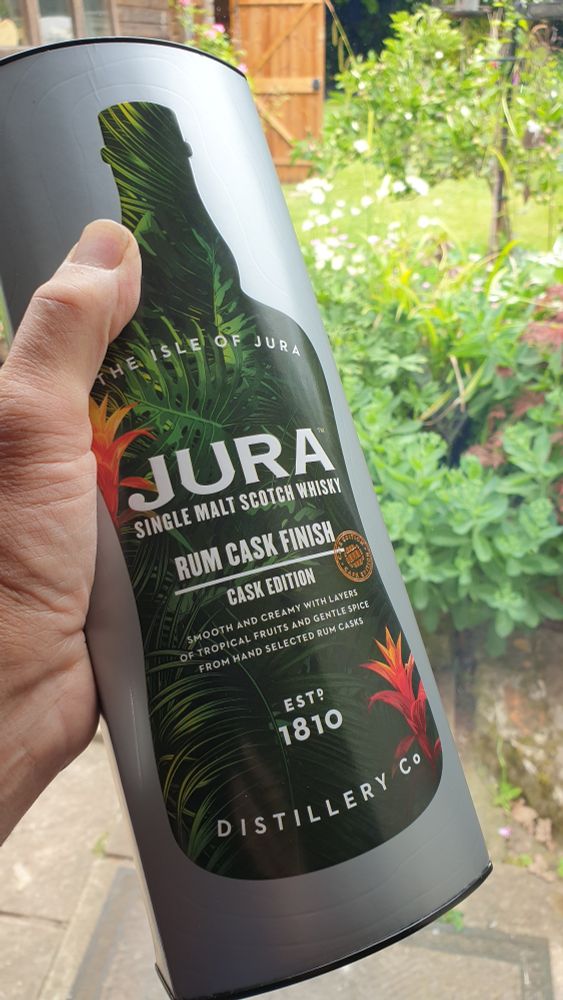 THE ISLE OF JURA
JURA™
SINGLE MALT SCOTCH WHISKY
RUM CASK FINISH
CASK EDITION
SMOOTH AND CREAMY WITH LAYERS
OF TROPICAL FRUITS AND GENTLE SPICE
FROM HAND SELECTED RUM CASKS
ESTD
1810
DISTILLERY Co